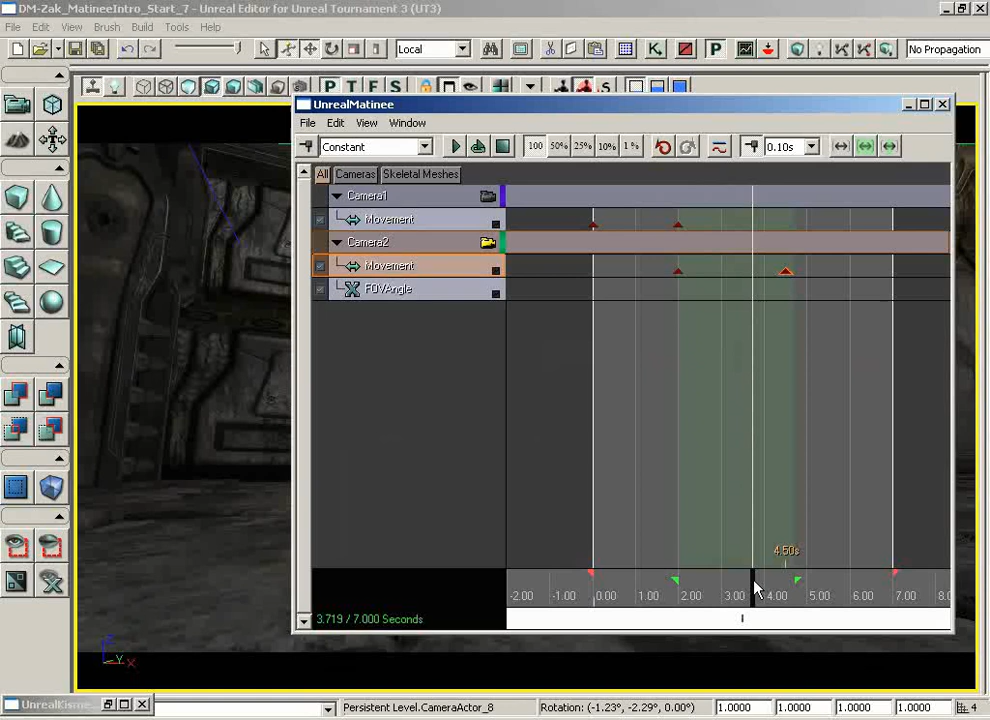 DM-Zak_MatineeIntro_Start_7 - Unreal Editor for Unreal Tournament 3 (UT3)
File Edit View Brush Build Tools Help
Local No Propagation
P
P T F S
UnrealMatinee
File Edit View Window
Constant 100 50% 25% 10% 1 % 0.10s
All Cameras Skeletal Meshes
Camera1
Movement
Camera2
Movement
FOVAngle
4.50s
-2.00 -1.00 0.00 1.00 2.00 3.00 4.00 5.00 6.00 7.00 8.0
3.719 / 7.000 Seconds
Z Y X
UnrealKisme Persistent Level.CameraActor_8 Rotation: (-1.23°, -2.29°, 0.00°) 1.0000 1.0000 1.0000 1.0000 4